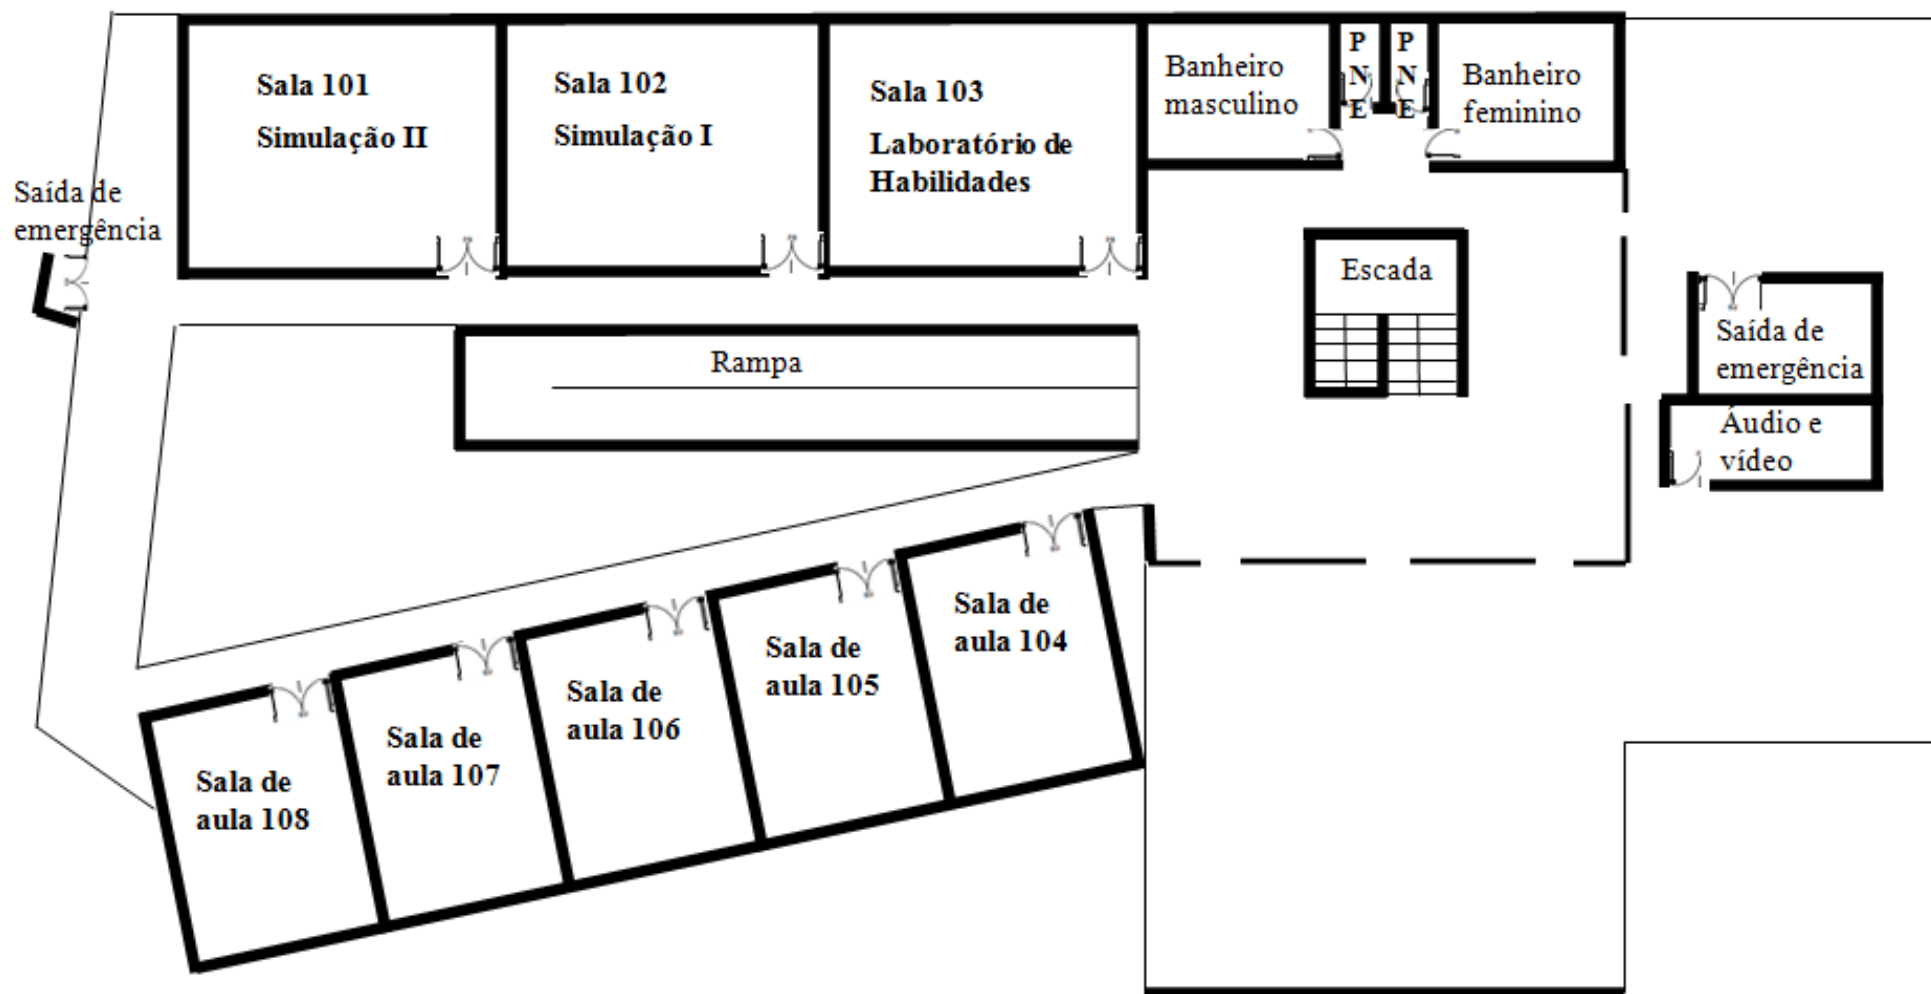 Sala 101
Simulação II
Sala 102
Simulação I
Sala 103
Laboratório de
Habilidades
Banheiro
masculino
P
N
E
P
N
E
Banheiro
feminino
Saída de
emergência
Escada
Rampa
Saída de
emergência
Áudio e
vídeo
Sala de
aula 104
Sala de
aula 105
Sala de
aula 106
Sala de
aula 107
Sala de
aula 108